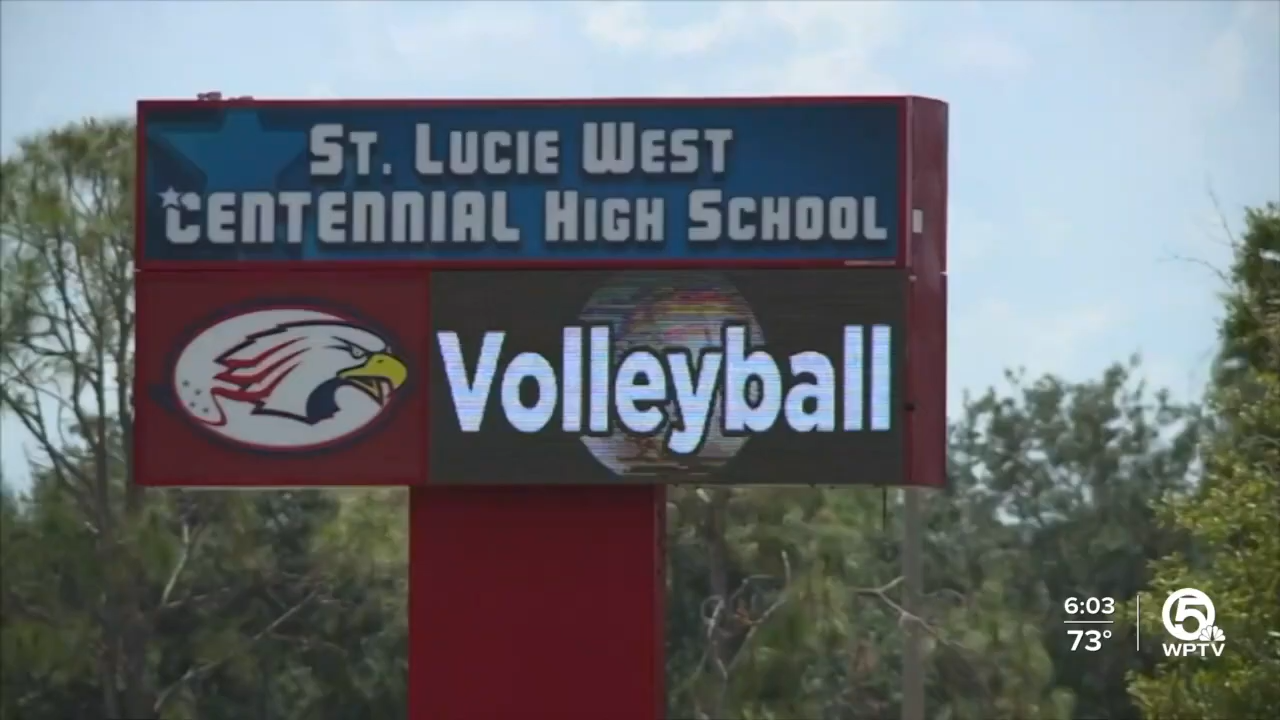 St. Lucie West
Centennial High School
Volleyball
6:03
73°
5
WPTV